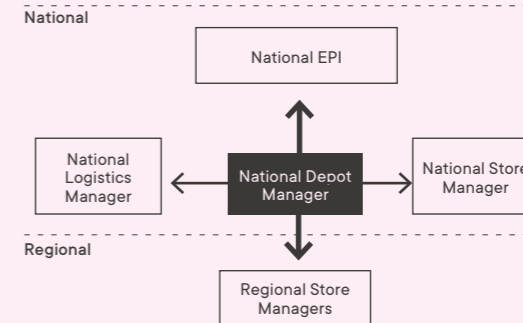 National
National EPI
National
Logistics
Manager
National Depot
Manager
National Store
Manager
Regional
Regional Store
Managers